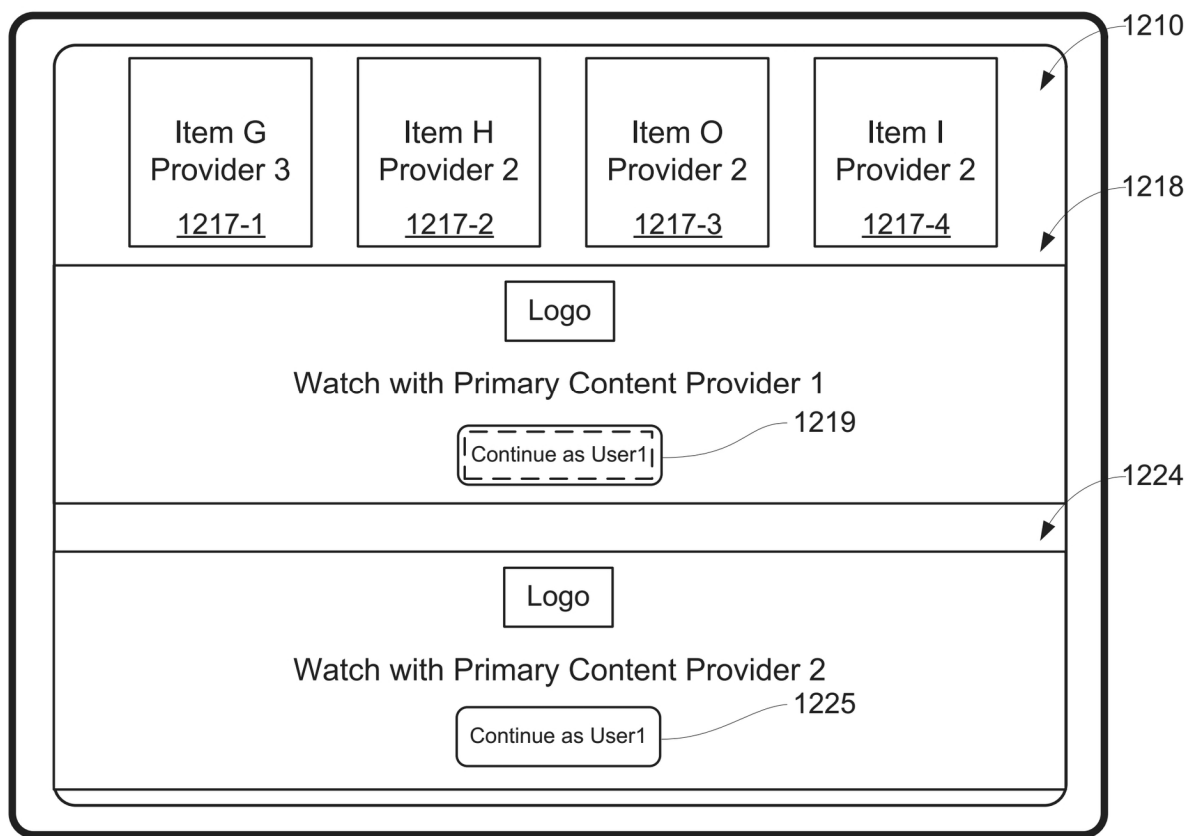 1210
Item G
Provider 3
1217-1
Item H
Provider 2
1217-2
Item O
Provider 2
1217-3
Item I
Provider 2
1217-4
1218
Logo
Watch with Primary Content Provider 1
Continue as User1
1219
1224
Logo
Watch with Primary Content Provider 2
Continue as User1
1225